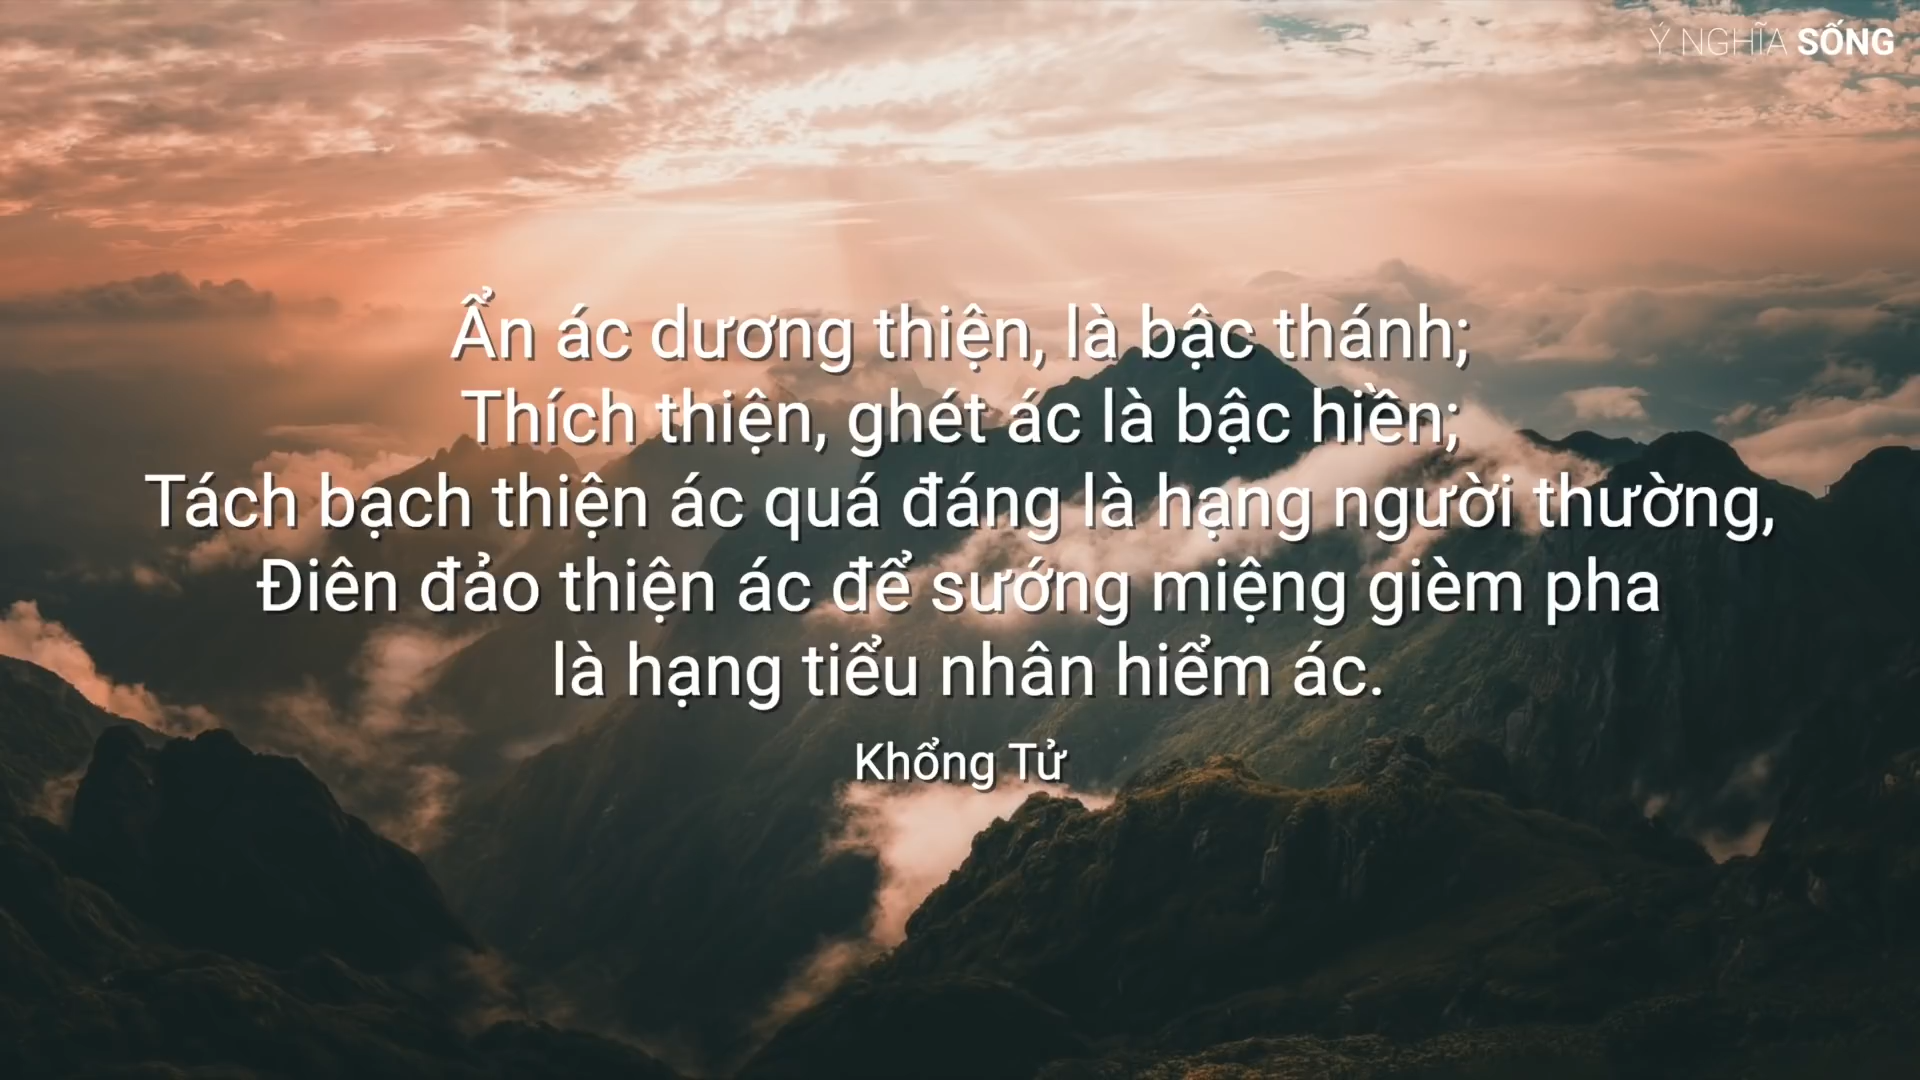 Ý NGHĨA SỐNG
Ẩn ác dương thiện, là bậc thánh;
Thích thiện, ghét ác là bậc hiền;
Tách bạch thiện ác quá đáng là hạng người thường,
Điên đảo thiện ác để sướng miệng gièm pha
là hạng tiểu nhân hiểm ác.
Khổng Tử